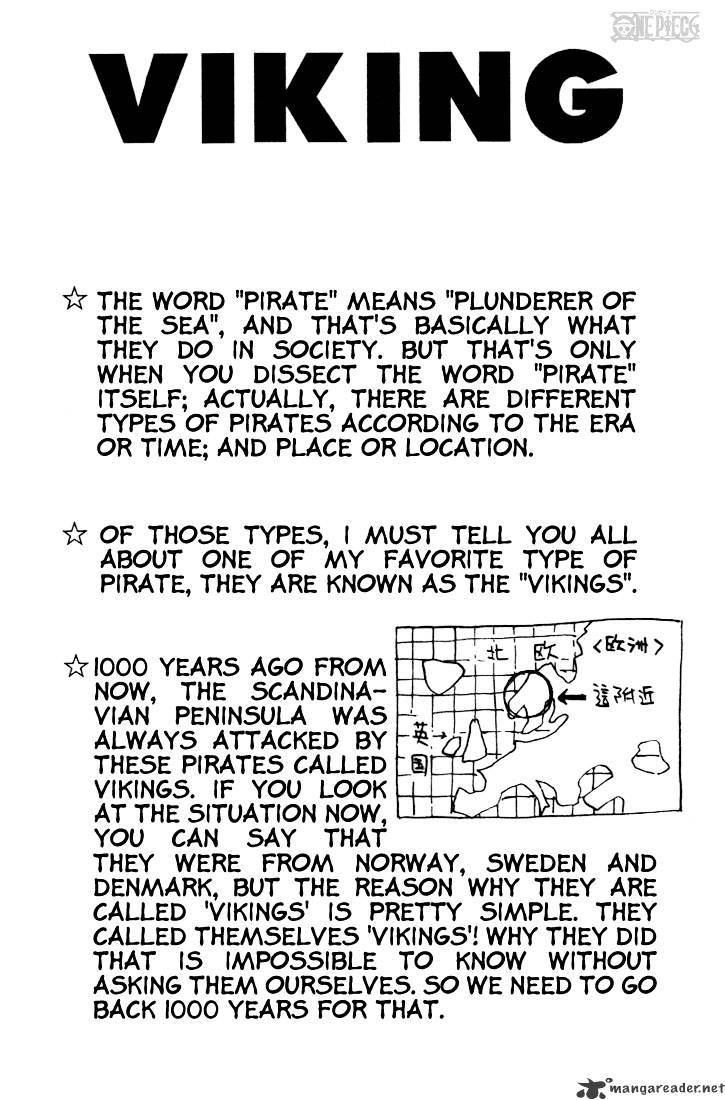 ONE PIECE
VIKING
☆ THE WORD "PIRATE" MEANS "PLUNDERER OF
THE SEA", AND THAT'S BASICALLY WHAT
THEY DO IN SOCIETY. BUT THAT'S ONLY
WHEN YOU DISSECT THE WORD "PIRATE"
ITSELF; ACTUALLY, THERE ARE DIFFERENT
TYPES OF PIRATES ACCORDING TO THE ERA
OR TIME; AND PLACE OR LOCATION.
☆ OF THOSE TYPES, I MUST TELL YOU ALL
ABOUT ONE OF MY FAVORITE TYPE OF
PIRATE, THEY ARE KNOWN AS THE "VIKINGS".
☆ 1000 YEARS AGO FROM
NOW, THE SCANDINA-
VIAN PENINSULA WAS
ALWAYS ATTACKED BY
THESE PIRATES CALLED
VIKINGS. IF YOU LOOK
AT THE SITUATION NOW,
YOU CAN SAY THAT
THEY WERE FROM NORWAY, SWEDEN AND
DENMARK, BUT THE REASON WHY THEY ARE
CALLED 'VIKINGS' IS PRETTY SIMPLE. THEY
CALLED THEMSELVES 'VIKINGS'! WHY THEY DID
THAT IS IMPOSSIBLE TO KNOW WITHOUT
ASKING THEM OURSELVES. SO WE NEED TO GO
BACK 1000 YEARS FOR THAT.
北欧
<欧洲>
這附近
英国
mangareader.net